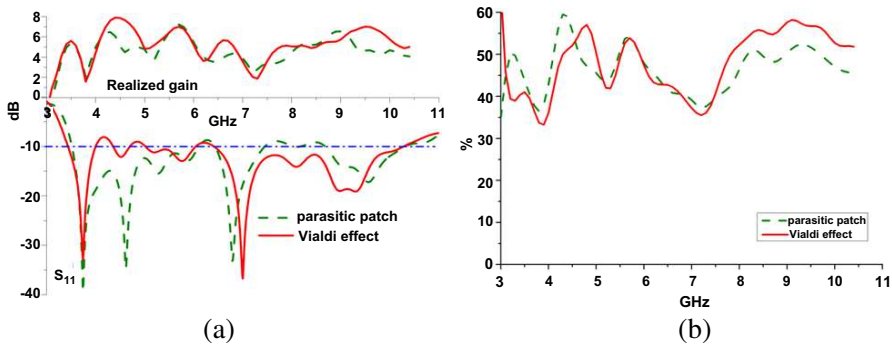 8
6
4
2
0
Realized gain
3 4 5 6 7 8 9 10 11
GHz
dB
-10
-20
-30
-40
parasitic patch
Vialdi effect
S11
(a)
60
50
40
30
20
10
0
%
parasitic patch
Vialdi effect
3 4 5 6 7 8 9 10 11
GHz
(b)